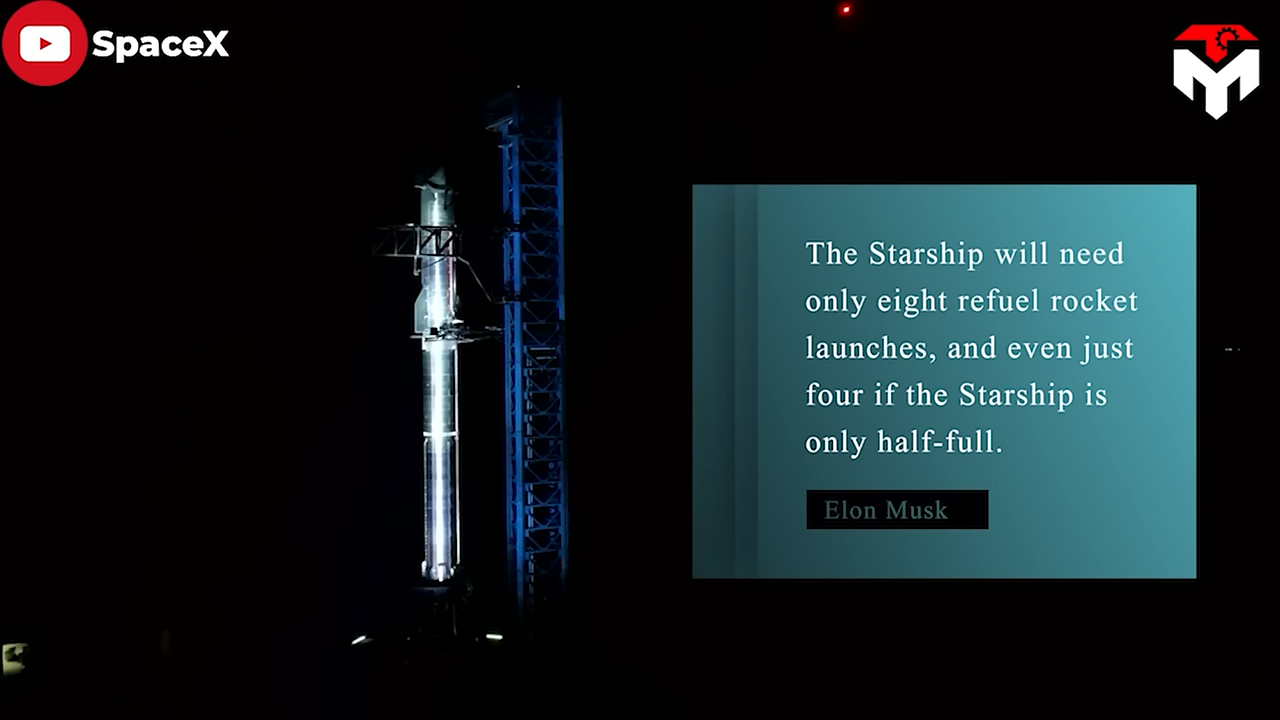 SpaceX
The Starship will need
only eight refuel rocket
launches, and even just
four if the Starship is
only half-full.
Elon Musk